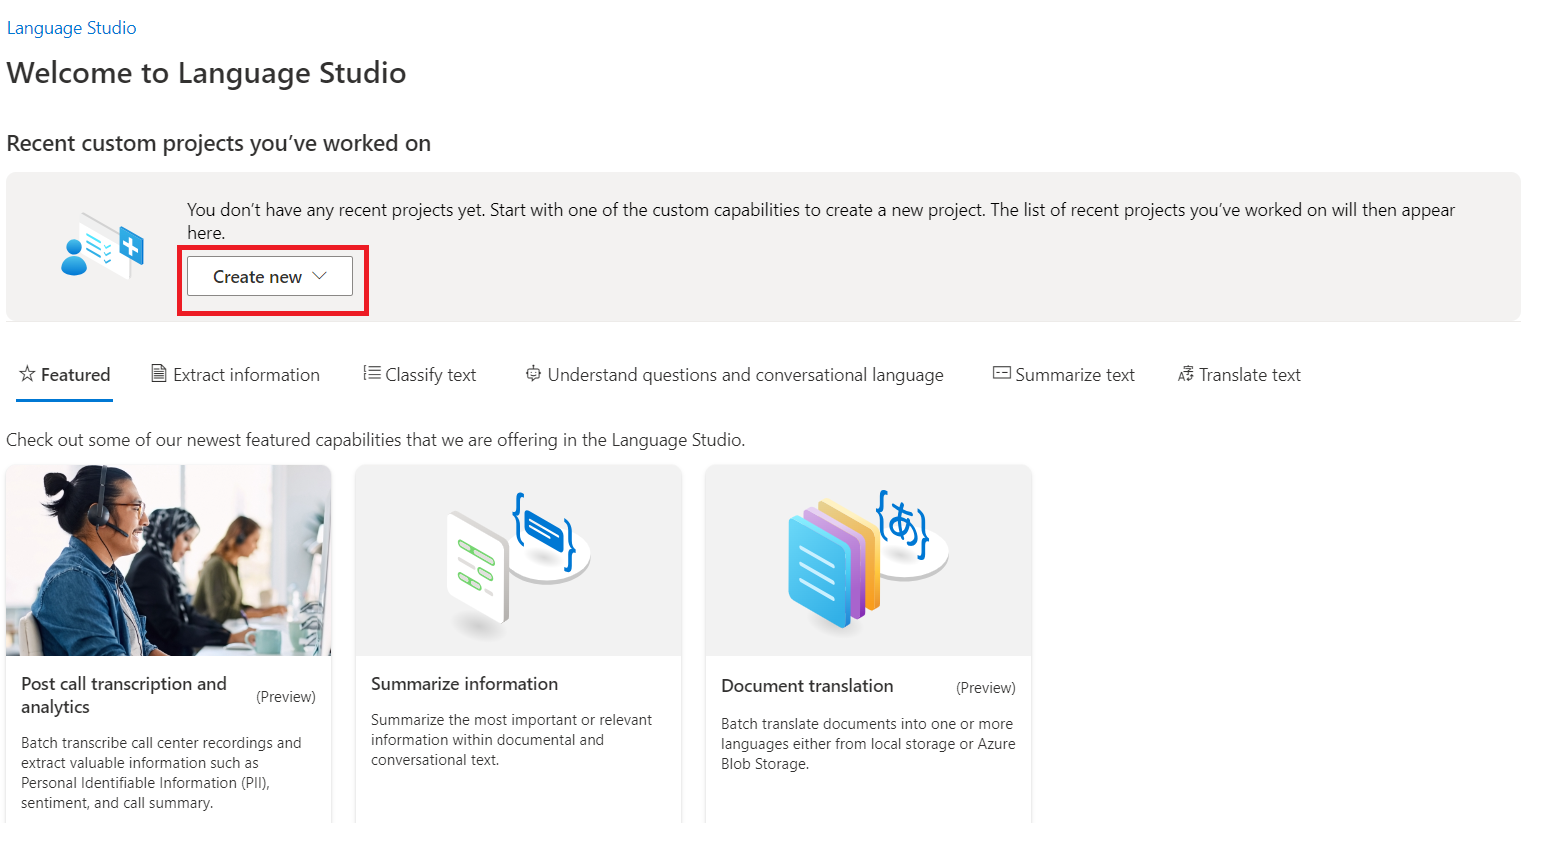 Language Studio
Welcome to Language Studio
Recent custom projects you’ve worked on
You don’t have any recent projects yet. Start with one of the custom capabilities to create a new project. The list of recent projects you’ve worked on will then appear
here.
Create new
Featured
Extract information
Classify text
Understand questions and conversational language
Summarize text
Translate text
Check out some of our newest featured capabilities that we are offering in the Language Studio.
Post call transcription and
analytics
(Preview)
Batch transcribe call center recordings and
extract valuable information such as
Personal Identifiable Information (PII),
sentiment, and call summary.
Summarize information
Summarize the most important or relevant
information within documental and
conversational text.
{あ}
Document translation
(Preview)
Batch translate documents into one or more
languages either from local storage or Azure
Blob Storage.